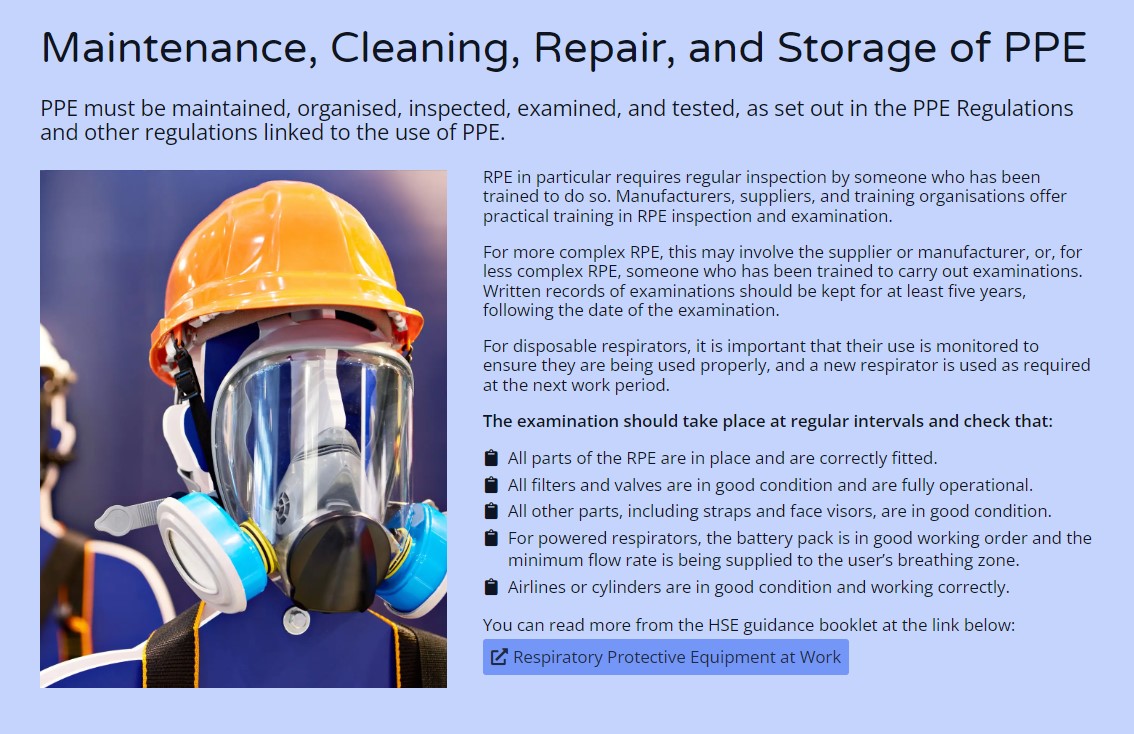 Maintenance, Cleaning, Repair, and Storage of PPE
PPE must be maintained, organised, inspected, examined, and tested, as set out in the PPE Regulations
and other regulations linked to the use of PPE.
RPE in particular requires regular inspection by someone who has been
trained to do so. Manufacturers, suppliers, and training organisations offer
practical training in RPE inspection and examination.
For more complex RPE, this may involve the supplier or manufacturer, or, for
less complex RPE, someone who has been trained to carry out examinations.
Written records of examinations should be kept for at least five years,
following the date of the examination.
For disposable respirators, it is important that their use is monitored to
ensure they are being used properly, and a new respirator is used as required
at the next work period.
The examination should take place at regular intervals and check that:
All parts of the RPE are in place and are correctly fitted.
All filters and valves are in good condition and are fully operational.
All other parts, including straps and face visors, are in good condition.
For powered respirators, the battery pack is in good working order and the
minimum flow rate is being supplied to the user’s breathing zone.
Airlines or cylinders are in good condition and working correctly.
You can read more from the HSE guidance booklet at the link below:
Respiratory Protective Equipment at Work